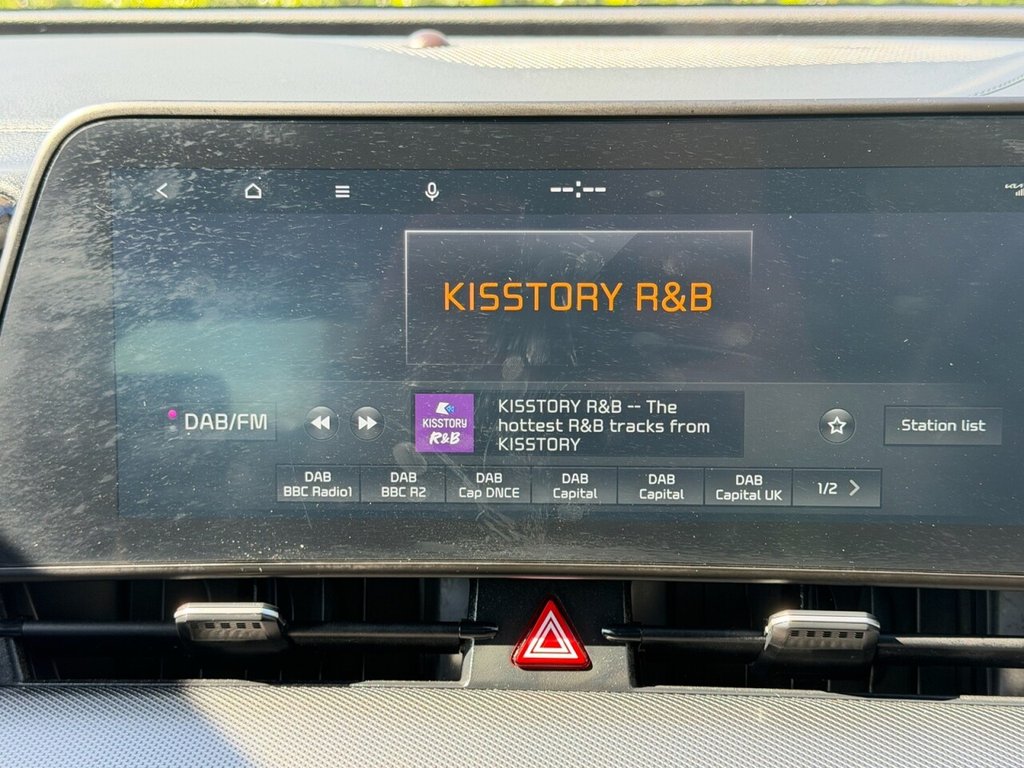 --:--
KISSTORY R&B
DAB/FM
KISSTORY
R&B
KISSTORY R&B -- The
hottest R&B tracks from
KISSTORY
Station list
DAB
BBC Radio1
DAB
BBC R2
DAB
Cap DNCE
DAB
Capital
DAB
Capital
DAB
Capital UK
1/2